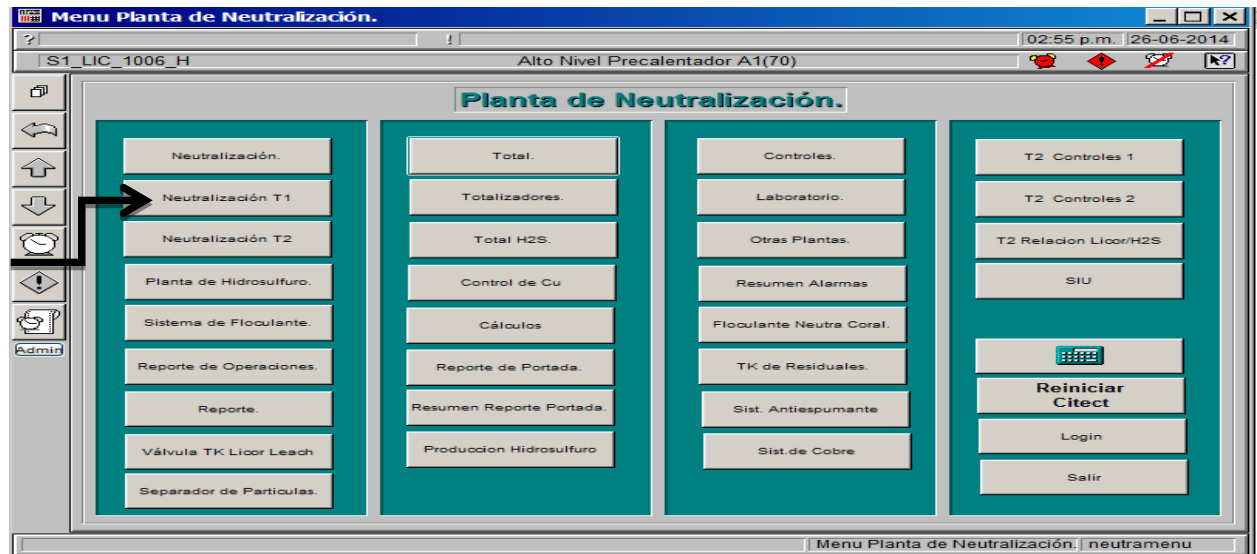 Menu Planta de Neutralización.
02:55 p.m. 26-06-2014
S1_LIC_1006_H Alto Nivel Precalentador A1(70)
Planta de Neutralización.
Neutralización.
Neutralización T1
Neutralización T2
Planta de Hidrosulfuro.
Sistema de Floculante.
Reporte de Operaciones.
Reporte.
Válvula TK Licor Leach
Separador de Particulas.
Total.
Totalizadores.
Total H2S.
Control de Cu
Cálculos
Reporte de Portada.
Resumen Reporte Portada.
Produccion Hidrosulfuro
Controles.
Laboratorio.
Otras Plantas.
Resumen Alarmas
Floculante Neutra Coral.
TK de Residuales.
Sist. Antiespumante
Sist.de Cobre
T2 Controles 1
T2 Controles 2
T2 Relacion Licor/H2S
SIU
Reiniciar
Citect
Login
Salir
Admin
Menu Planta de Neutralización. neutramenu